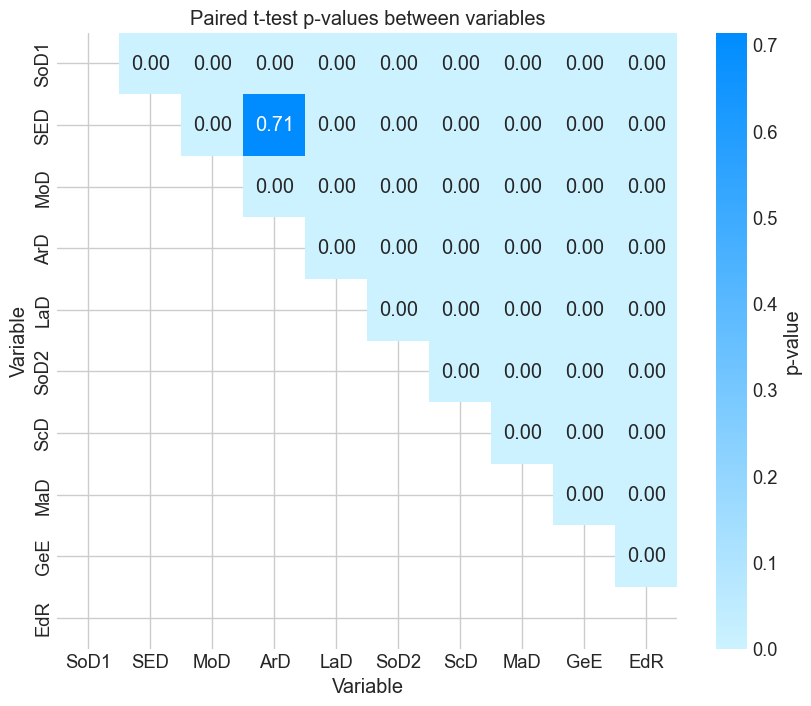 Paired t-test p-values between variables
SoD1 0.00 0.00 0.00 0.00 0.00 0.00 0.00 0.00 0.00
SED 0.00 0.71 0.00 0.00 0.00 0.00 0.00 0.00
MoD 0.00 0.00 0.00 0.00 0.00 0.00 0.00
ArD 0.00 0.00 0.00 0.00 0.00 0.00
LaD 0.00 0.00 0.00 0.00 0.00
SoD2 0.00 0.00 0.00 0.00
ScD 0.00 0.00 0.00
MaD 0.00 0.00
GeE 0.00
EdR
Variable
SoD1 SED MoD ArD LaD SoD2 ScD MaD GeE EdR
Variable
0.7
0.6
0.5
0.4
0.3
0.2
0.1
0.0
p-value